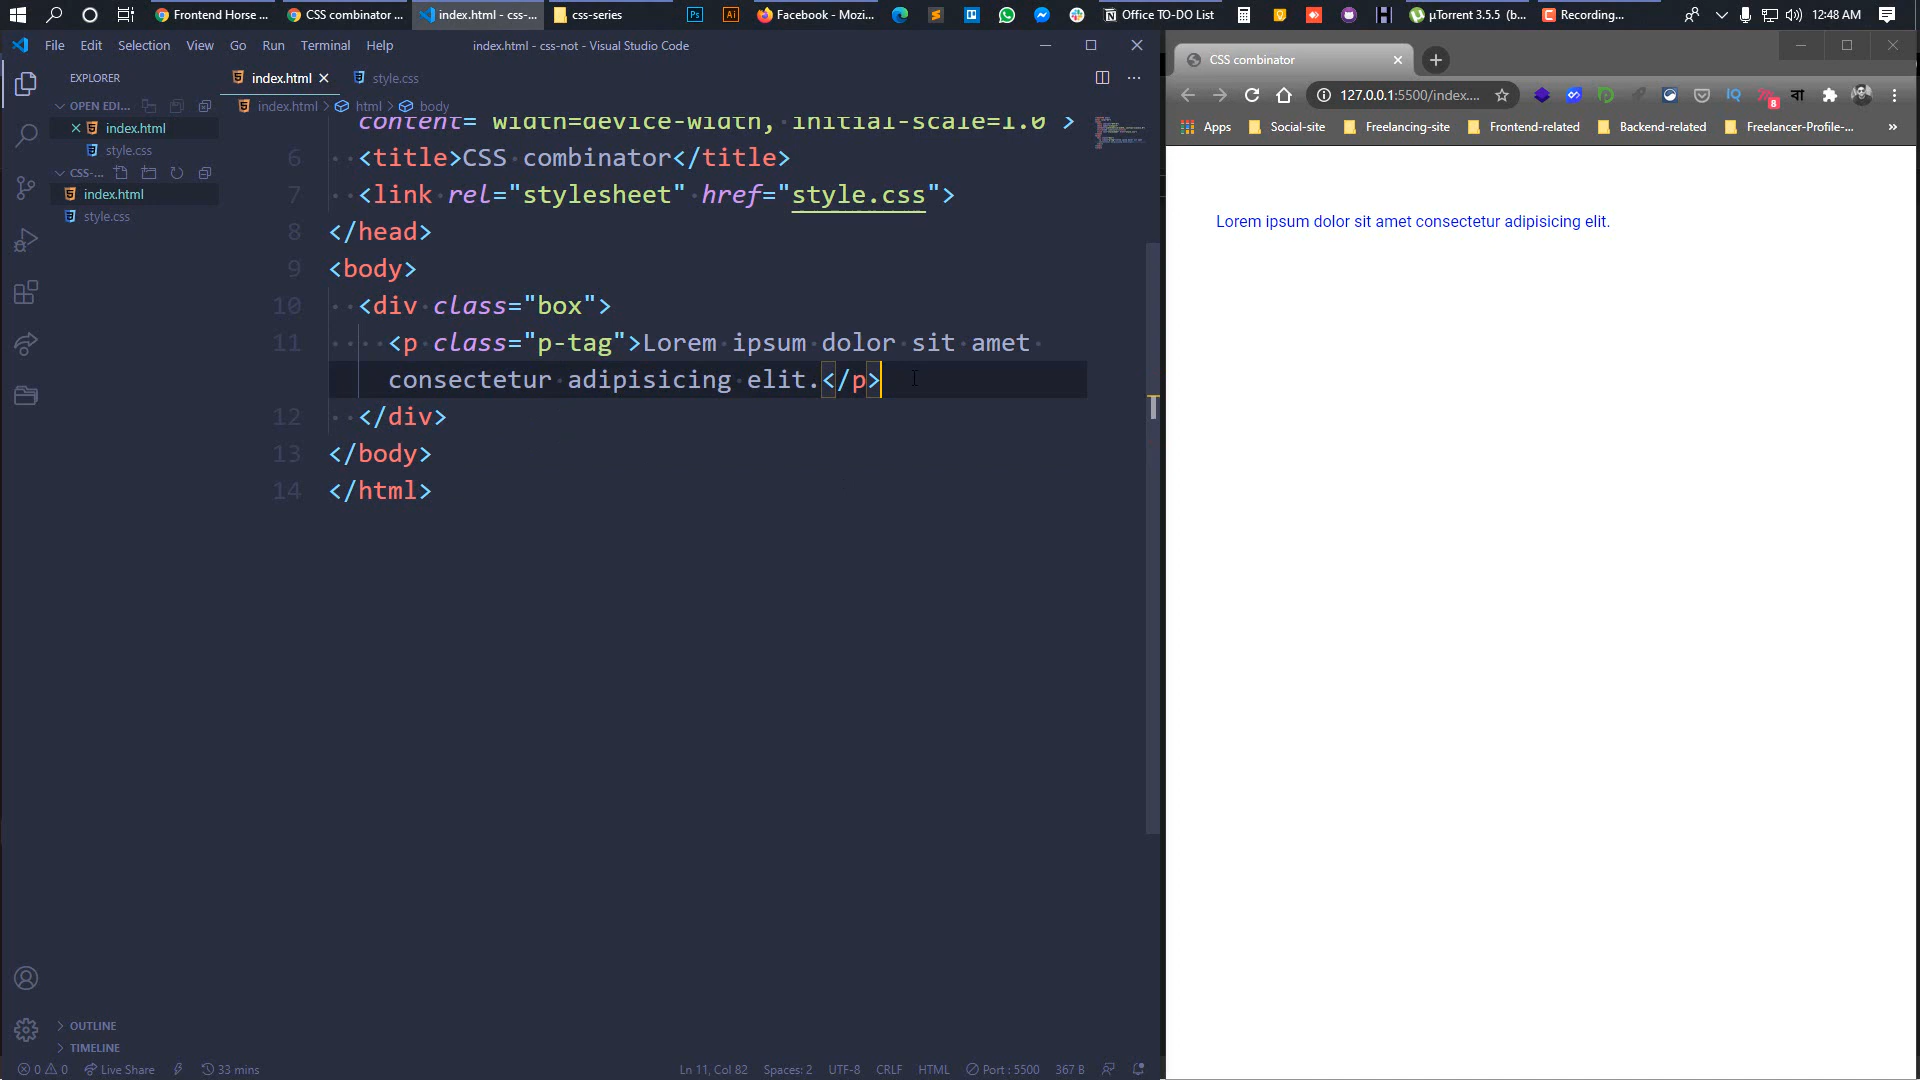 Frontend Horse ...
CSS combinator ...
index.html - css-...
css-series
Ps
Ai
Facebook - Mozi...
Office TO-DO List
µTorrent 3.5.5 (b...
Recording...
12:48 AM
File Edit Selection View Go Run Terminal Help
index.html - css-not - Visual Studio Code
EXPLORER
OPEN EDI...
index.html
style.css
CSS-...
index.html
style.css
index.html
style.css
index.html > html > body
content="width=device-width, initial-scale=1.0">
6 <title>CSS combinator</title>
7 <link rel="stylesheet" href="style.css">
8 </head>
9 <body>
10 <div class="box">
11 <p class="p-tag">Lorem ipsum dolor sit amet
consectetur adipisicing elit.</p>
12 </div>
13 </body>
14 </html>
OUTLINE
TIMELINE
0 0 Live Share 33 mins
Ln 11, Col 82 Spaces: 2 UTF-8 CRLF HTML Port : 5500 367 B
CSS combinator
127.0.0.1:5500/index....
IQ
8
বা
Apps Social-site Freelancing-site Frontend-related Backend-related Freelancer-Profile-... »
Lorem ipsum dolor sit amet consectetur adipisicing elit.